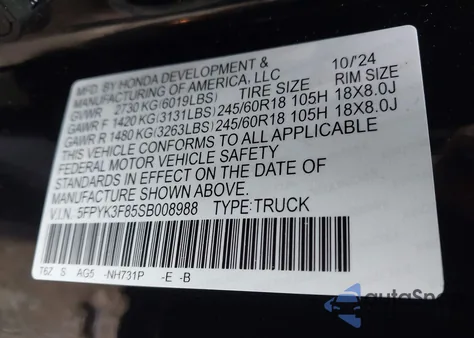 MFD. BY HONDA DEVELOPMENT & 10/'24
MANUFACTURING OF AMERICA, LLC
GVWR 2730 KG(6019LBS) TIRE SIZE RIM SIZE
GAWR F 1420 KG(3131LBS) 245/60R18 105H 18X8.0J
GAWR R 1480 KG(3263LBS) 245/60R18 105H 18X8.0J
THIS VEHICLE CONFORMS TO ALL APPLICABLE
FEDERAL MOTOR VEHICLE SAFETY
STANDARDS IN EFFECT ON THE DATE OF
MANUFACTURE SHOWN ABOVE.
V.I.N. 5FPYK3F85SB008988 TYPE:TRUCK
T6Z S AG5 -NH731P -E -B